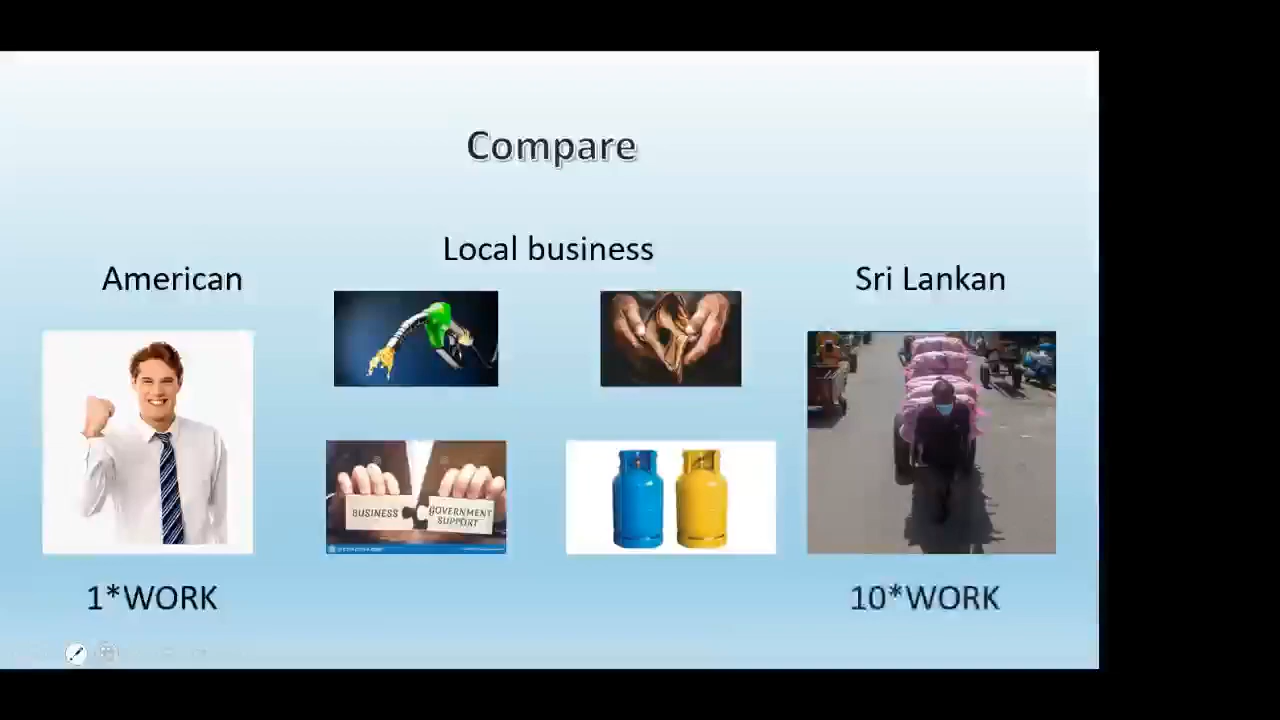 Compare
Local business
American
Sri Lankan
BUSINESS
GOVERNMENT
SUPPORT
1*WORK
10*WORK